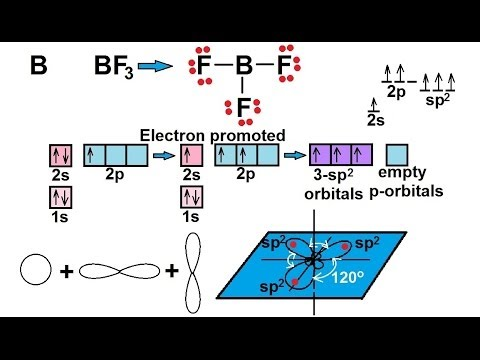 B BF₃ F B F
F
2p sp²
2s
Electron promoted
2s 2p 2s 2p 3-sp² empty
orbitals p-orbitals
1s 1s
sp² sp²
+ +
sp² 120°